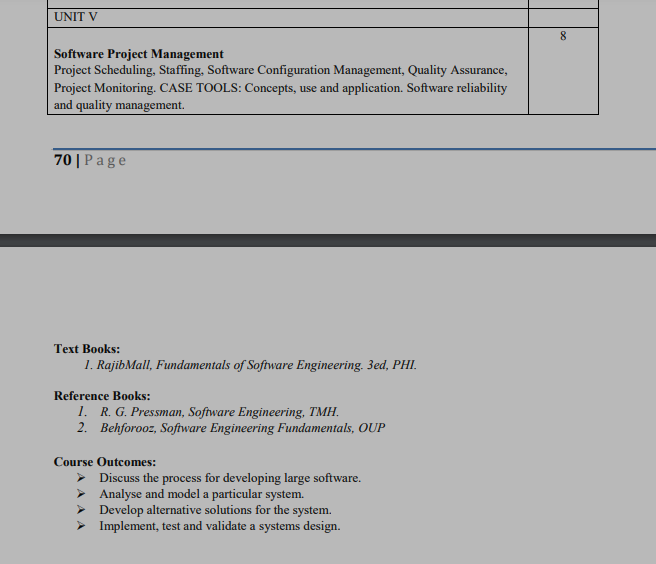 UNIT V
8
Software Project Management
Project Scheduling, Staffing, Software Configuration Management, Quality Assurance,
Project Monitoring. CASE TOOLS: Concepts, use and application. Software reliability
and quality management.
70 | Page
Text Books:
1. RajibMall, Fundamentals of Software Engineering. 3ed, PHI.
Reference Books:
1. R. G. Pressman, Software Engineering, TMH.
2. Behforooz, Software Engineering Fundamentals, OUP
Course Outcomes:
➢ Discuss the process for developing large software.
➢ Analyse and model a particular system.
➢ Develop alternative solutions for the system.
➢ Implement, test and validate a systems design.